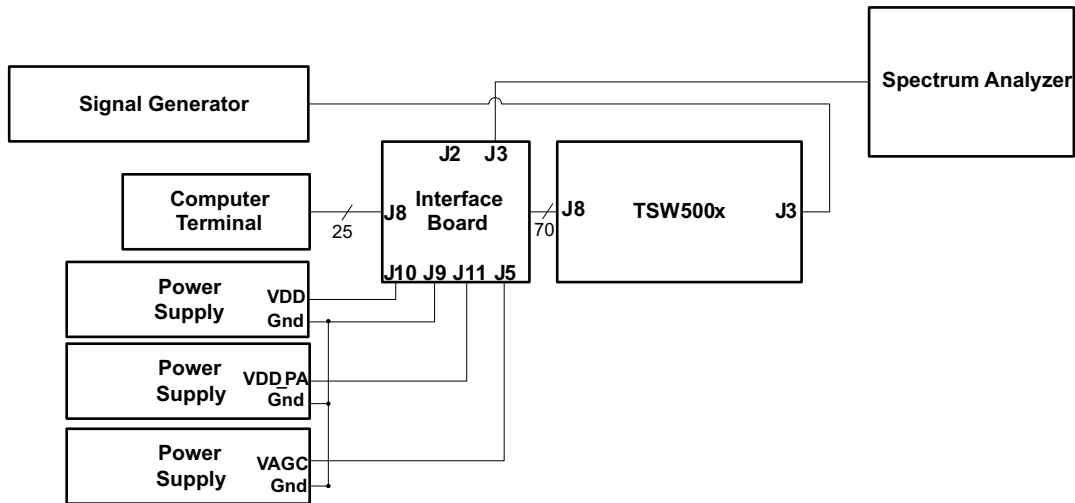 Signal Generator
Spectrum Analyzer
J2 J3
Interface
Board
J8
J10 J9 J11 J5
TSW500x
J8
J3
70
Computer
Terminal
25
Power
Supply
VDD
Gnd
Power
Supply
VDD_PA
Gnd
Power
Supply
VAGC
Gnd